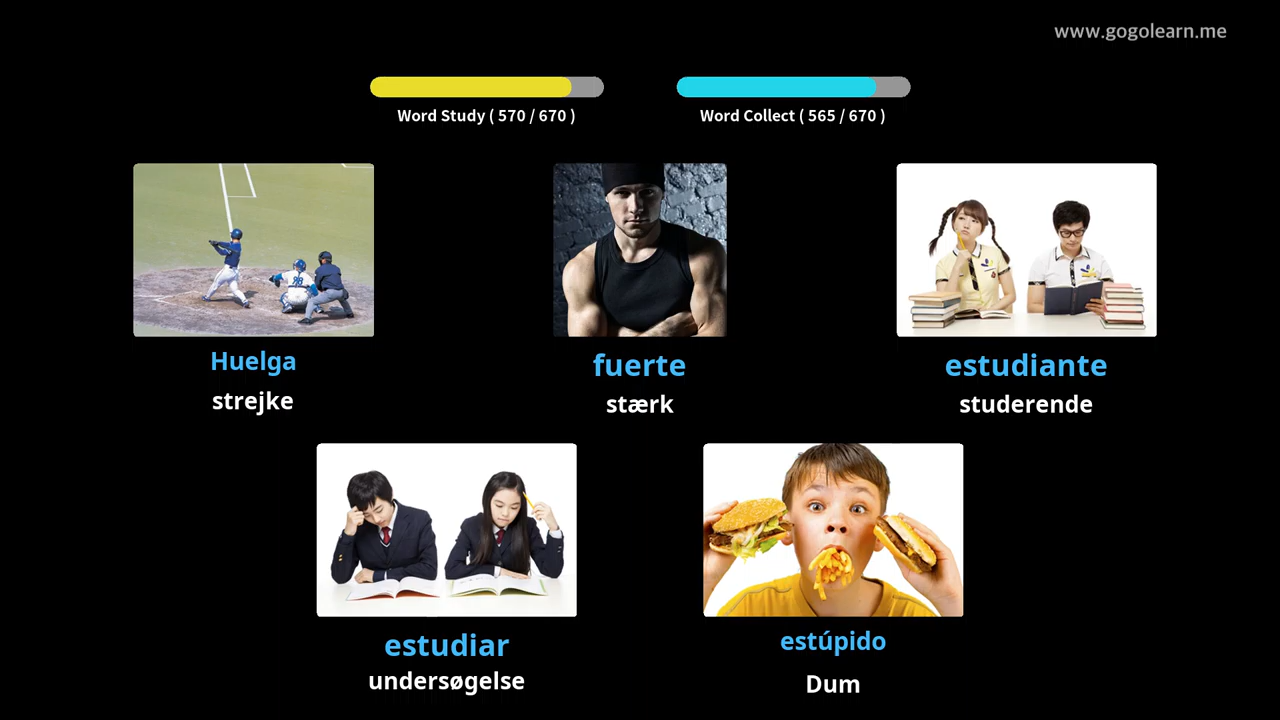 www.gogolearn.me
Word Study ( 570 / 670 )
Word Collect ( 565 / 670 )
Huelga
strejke
fuerte
stærk
estudiante
studerende
estudiar
undersøgelse
estúpido
Dum